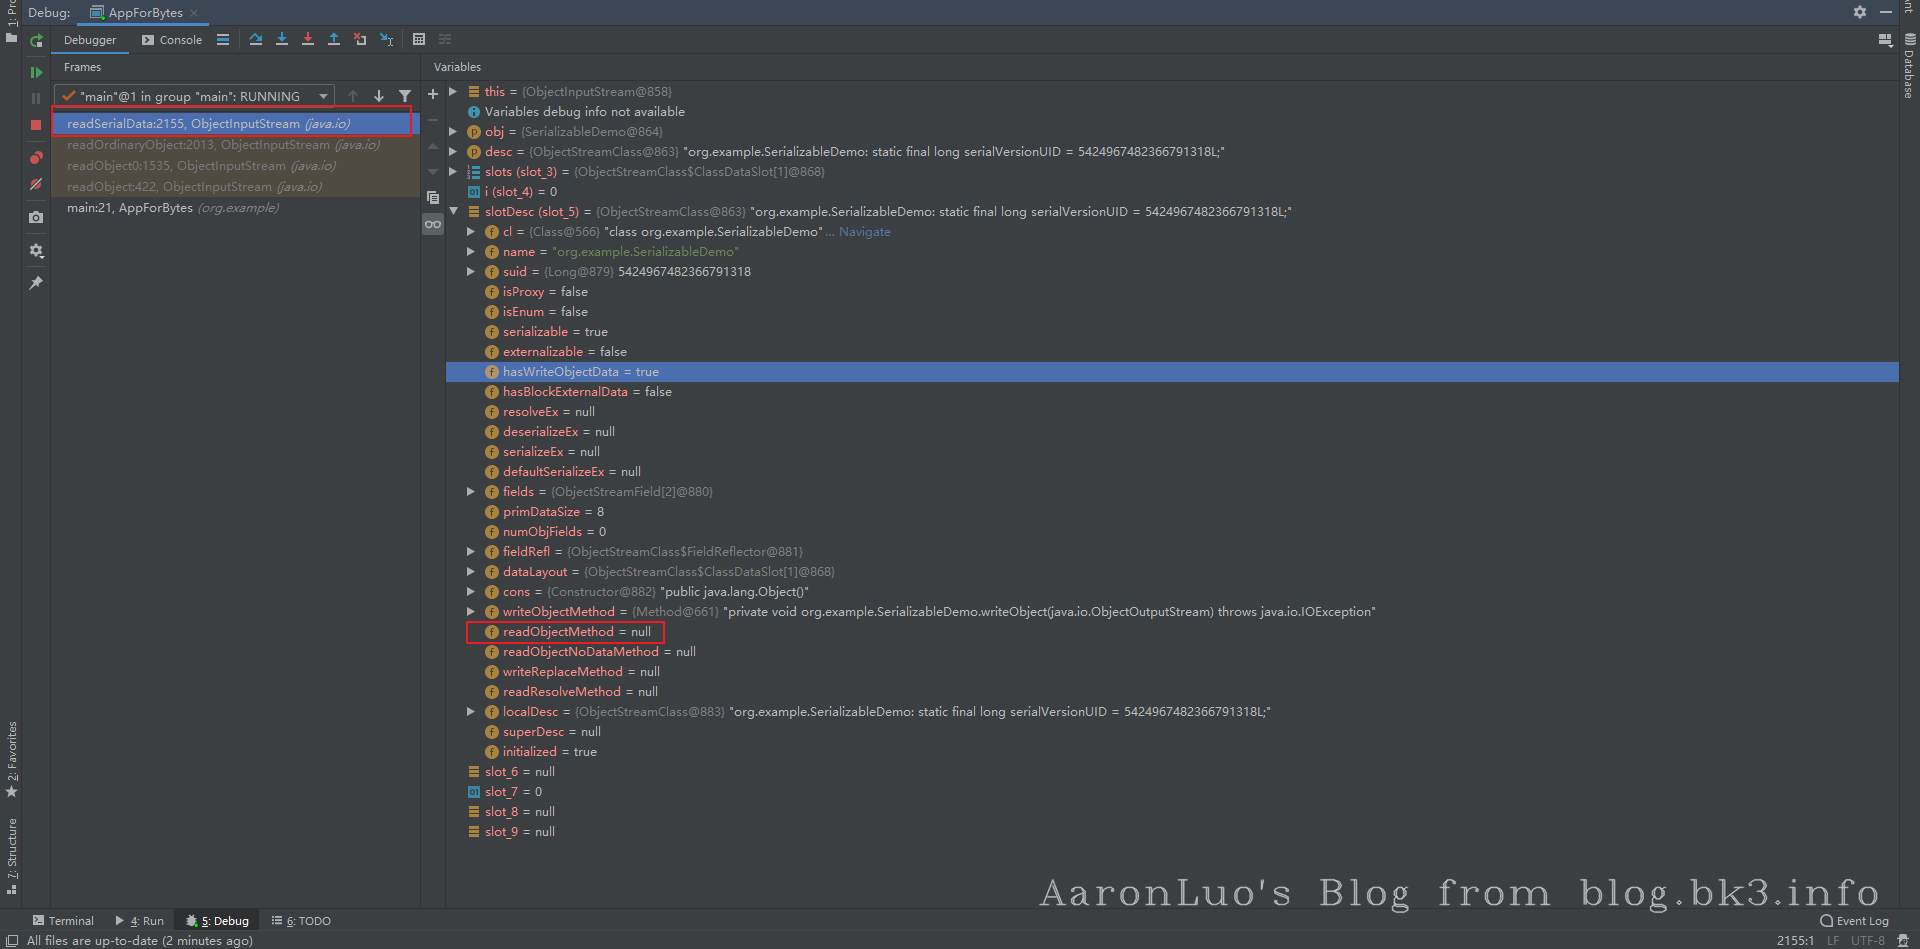 Debug: AppForBytes
Debugger Console
Frames
Variables
"main"@1 in group "main": RUNNING
readSerialData:2155, ObjectInputStream (java.io)
readOrdinaryObject:2013, ObjectInputStream (java.io)
readObject0:1535, ObjectInputStream (java.io)
readObject:422, ObjectInputStream (java.io)
main:21, AppForBytes (org.example)
this = {ObjectInputStream@858}
Variables debug info not available
obj = {SerializableDemo@864}
desc = {ObjectStreamClass@863} "org.example.SerializableDemo: static final long serialVersionUID = 5424967482366791318L;"
slots (slot_3) = {ObjectStreamClass$ClassDataSlot[1]@868}
i (slot_4) = 0
slotDesc (slot_5) = {ObjectStreamClass@863} "org.example.SerializableDemo: static final long serialVersionUID = 5424967482366791318L;"
cl = {Class@566} "class org.example.SerializableDemo" ... Navigate
name = "org.example.SerializableDemo"
suid = {Long@879} 5424967482366791318
isProxy = false
isEnum = false
serializable = true
externalizable = false
hasWriteObjectData = true
hasBlockExternalData = false
resolveEx = null
deserializeEx = null
serializeEx = null
defaultSerializeEx = null
fields = {ObjectStreamField[2]@880}
primDataSize = 8
numObjFields = 0
fieldRefl = {ObjectStreamClass$FieldReflector@881}
dataLayout = {ObjectStreamClass$ClassDataSlot[1]@868}
cons = {Constructor@882} "public java.lang.Object()"
writeObjectMethod = {Method@661} "private void org.example.SerializableDemo.writeObject(java.io.ObjectOutputStream) throws java.io.IOException"
readObjectMethod = null
readObjectNoDataMethod = null
writeReplaceMethod = null
readResolveMethod = null
localDesc = {ObjectStreamClass@883} "org.example.SerializableDemo: static final long serialVersionUID = 5424967482366791318L;"
superDesc = null
initialized = true
slot_6 = null
slot_7 = 0
slot_8 = null
slot_9 = null
Database
2: Favorites
7: Structure
AaronLuo's Blog from blog.bk3.info
Terminal 4: Run 5: Debug 6: TODO Event Log
All files are up-to-date (2 minutes ago) 2155:1 LF UTF-8